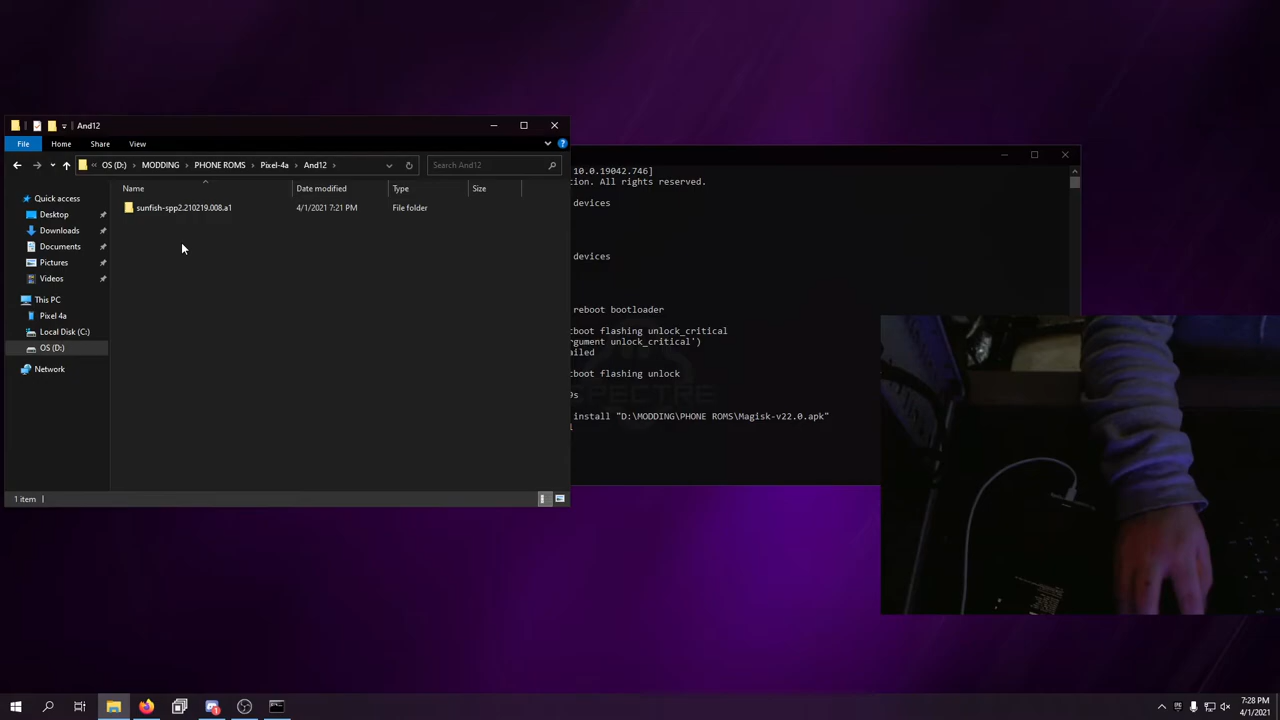 And12
File
Home
Share
View
OS (D:)
MODDING
PHONE ROMS
Pixel-4a
And12
Search And12
Name
Date modified
Type
Size
sunfish-spp2.210219.008.a1
4/1/2021 7:21 PM
File folder
Quick access
Desktop
Downloads
Documents
Pictures
Videos
This PC
Pixel 4a
Local Disk (C:)
OS (D:)
Network
1 item
10.0.19042.746]
tion. All rights reserved.
devices
devices
reboot bootloader
tboot flashing unlock_critical
rgument unlock_critical')
ailed
tboot flashing unlock
9s
install "D:\MODDING\PHONE ROMS\Magisk-v22.0.apk"
SPECTRE
7:28 PM
4/1/2021